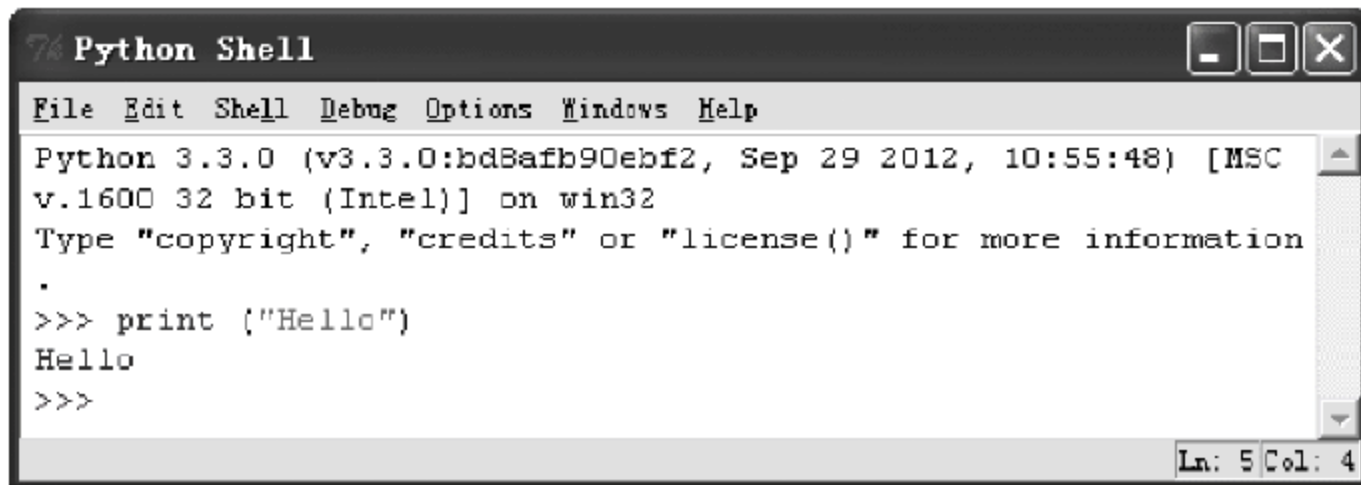 Python Shell
File Edit Shell Debug Options Windows Help
Python 3.3.0 (v3.3.0:bd8afb90ebf2, Sep 29 2012, 10:55:48) [MSC
v.1600 32 bit (Intel)] on win32
Type "copyright", "credits" or "license()" for more information
.
>>> print ("Hello")
Hello
>>>
Ln: 5 Col: 4